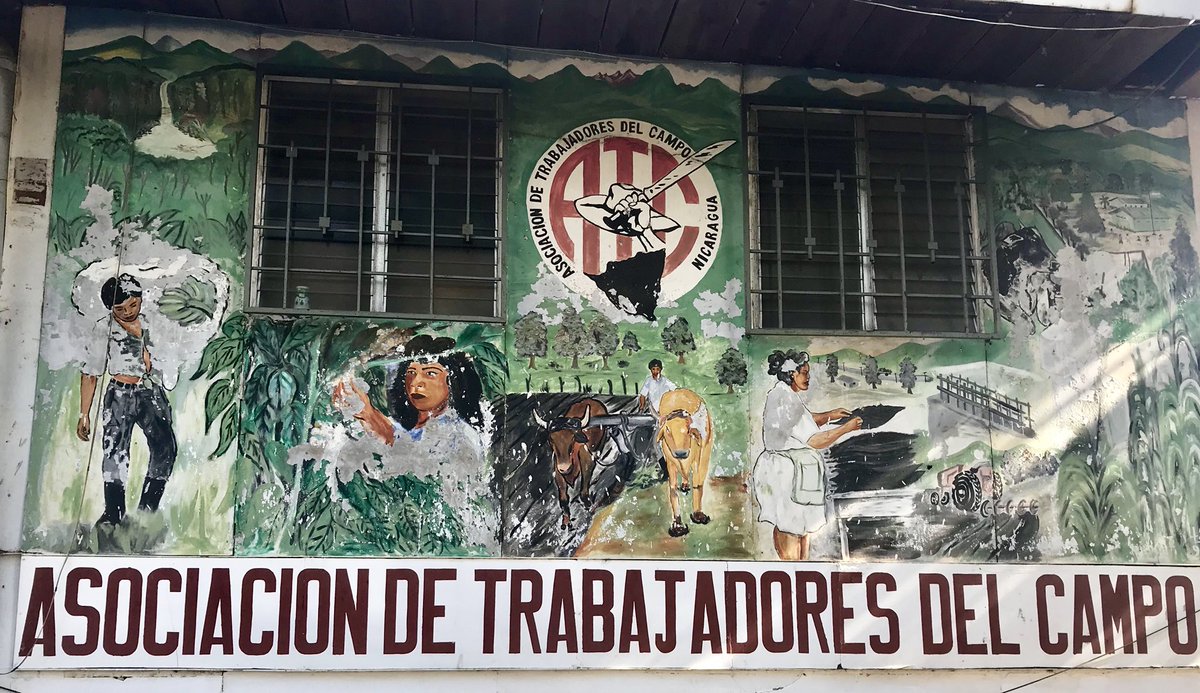 ASOCIACION DE TRABAJADORES DEL CAMPO
ATC
NICARAGUA
ASOCIACION DE TRABAJADORES DEL CAMPO